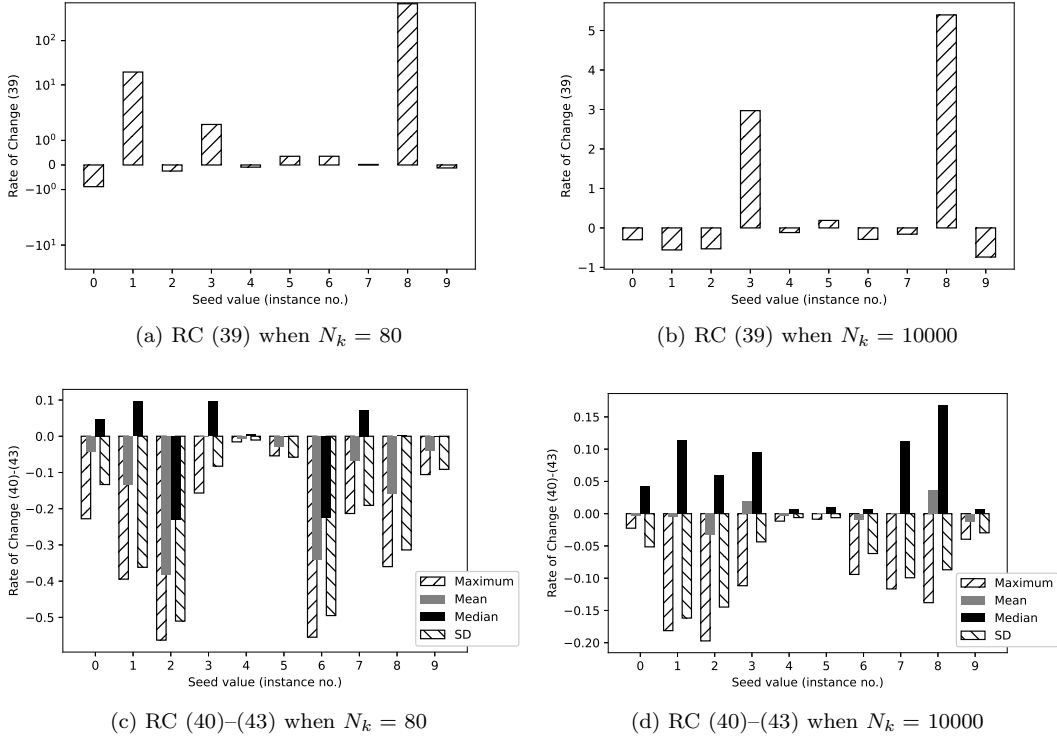 Rate of Change (39)
10²
10¹
10⁰
0
−10⁰
−10¹
0 1 2 3 4 5 6 7 8 9
Seed value (instance no.)
(a) RC (39) when N_k = 80
Rate of Change (39)
5
4
3
2
1
0
−1
0 1 2 3 4 5 6 7 8 9
Seed value (instance no.)
(b) RC (39) when N_k = 10000
Rate of Change (40)-(43)
0.1
0.0
−0.1
−0.2
−0.3
−0.4
−0.5
Maximum
Mean
Median
SD
0 1 2 3 4 5 6 7 8 9
Seed value (instance no.)
(c) RC (40)–(43) when N_k = 80
Rate of Change (40)-(43)
0.15
0.10
0.05
0.00
−0.05
−0.10
−0.15
−0.20
Maximum
Mean
Median
SD
0 1 2 3 4 5 6 7 8 9
Seed value (instance no.)
(d) RC (40)–(43) when N_k = 10000